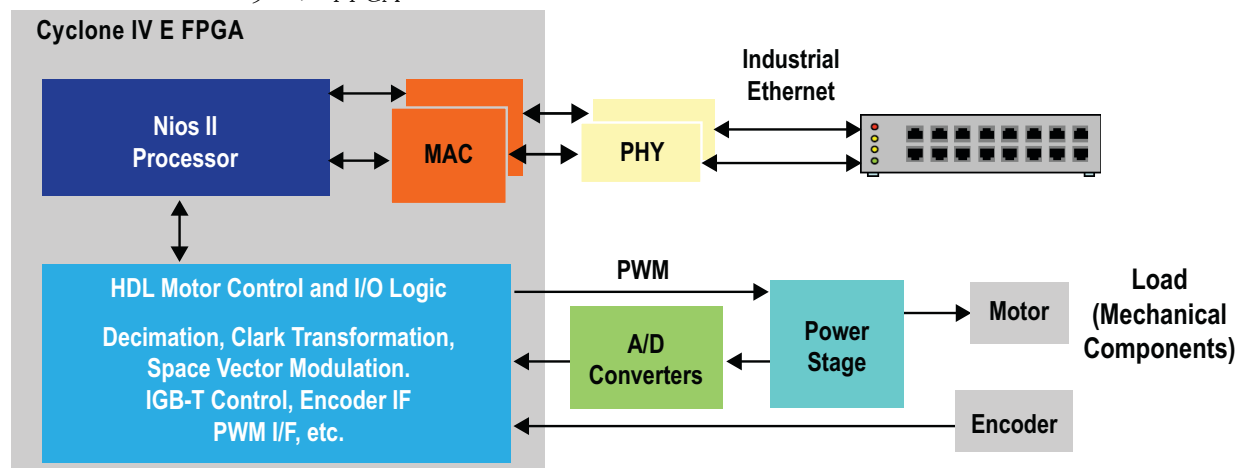 Cyclone IV E FPGA
Nios II
Processor
MAC
PHY
Industrial
Ethernet
HDL Motor Control and I/O Logic
Decimation, Clark Transformation,
Space Vector Modulation.
IGB-T Control, Encoder IF
PWM I/F, etc.
PWM
A/D
Converters
Power
Stage
Motor
Encoder
Load
(Mechanical
Components)